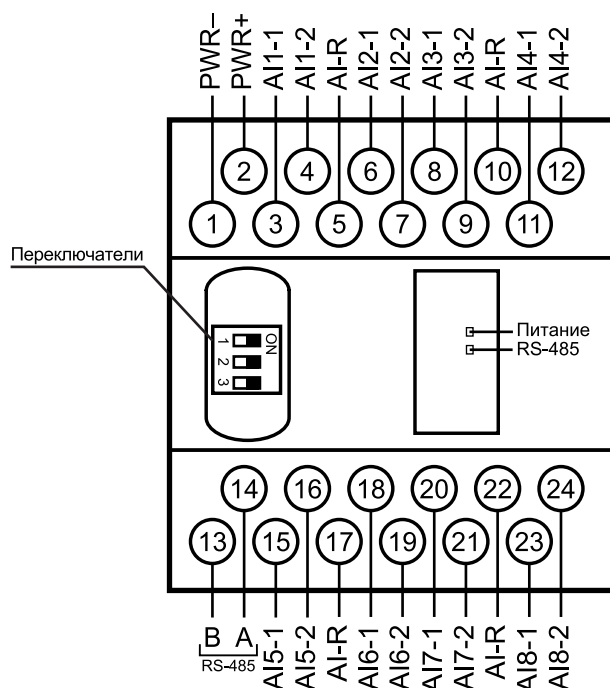 PWR–
PWR+
AI1-1
AI1-2
AI-R
AI2-1
AI2-2
AI3-1
AI3-2
AI-R
AI4-1
AI4-2
2 4 6 8 10 12
1 3 5 7 9 11
Переключатели
ON
1
2
3
Питание
RS-485
14 16 18 20 22 24
13 15 17 19 21 23
B A
RS-485
AI5-1
AI5-2
AI-R
AI6-1
AI6-2
AI7-1
AI7-2
AI-R
AI8-1
AI8-2